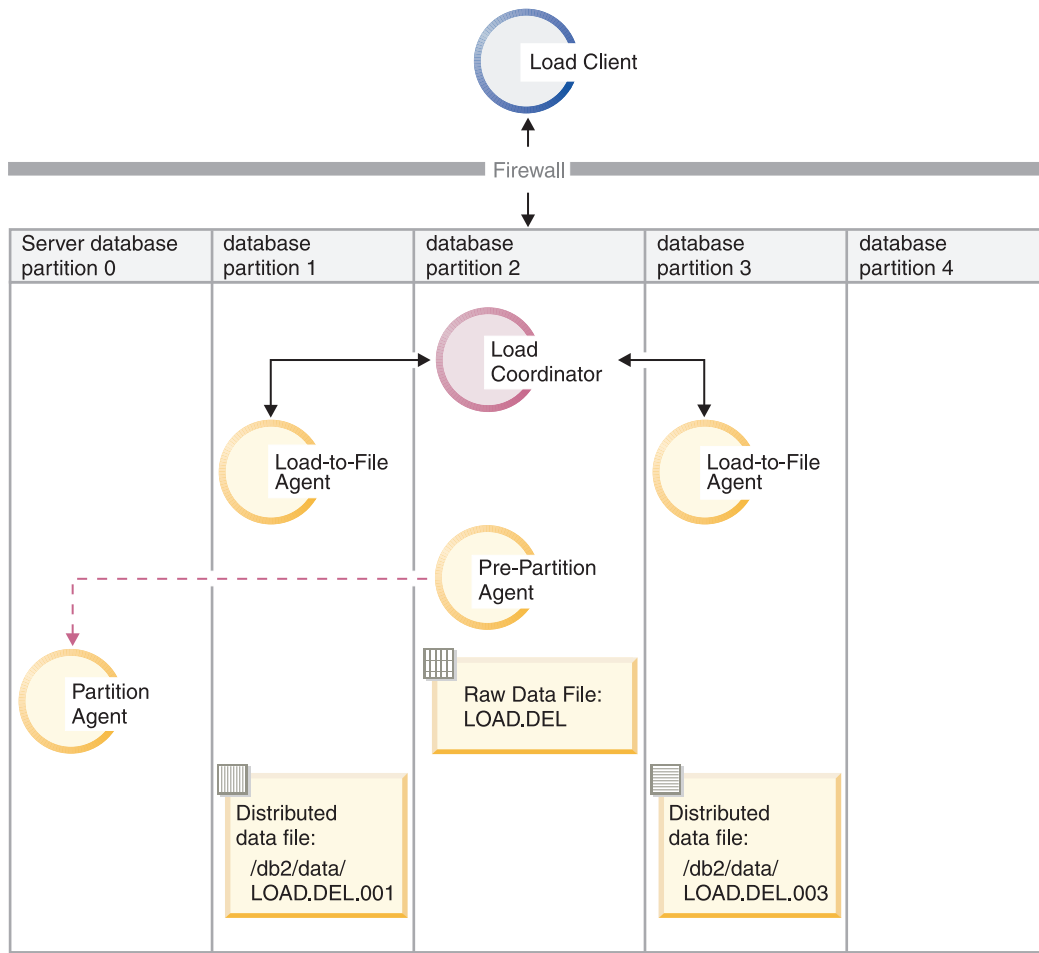 Load Client
Firewall
Server database
partition 0
database
partition 1
database
partition 2
database
partition 3
database
partition 4
Load
Coordinator
Load-to-File
Agent
Load-to-File
Agent
Pre-Partition
Agent
Partition
Agent
Raw Data File:
LOAD.DEL
Distributed
data file:
/db2/data/
LOAD.DEL.001
Distributed
data file:
/db2/data/
LOAD.DEL.003